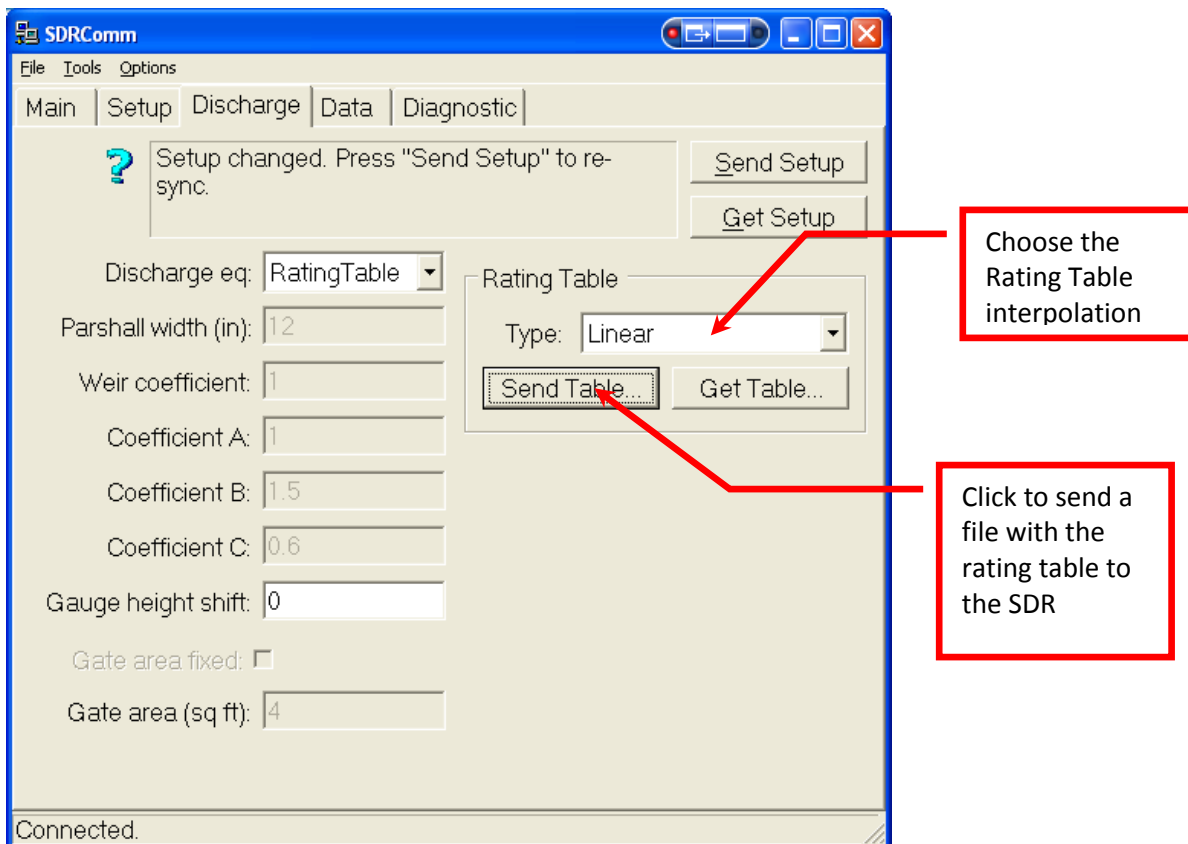 SDRComm
File Tools Options
Main Setup Discharge Data Diagnostic
Setup changed. Press "Send Setup" to re-
sync.
Send Setup
Get Setup
Discharge eq: RatingTable
Parshall width (in): 12
Weir coefficient: 1
Coefficient A: 1
Coefficient B: 1.5
Coefficient C: 0.6
Gauge height shift: 0
Gate area fixed:
Gate area (sq ft): 4
Rating Table
Type: Linear
Send Table... Get Table...
Connected.
Choose the
Rating Table
interpolation
Click to send a
file with the
rating table to
the SDR